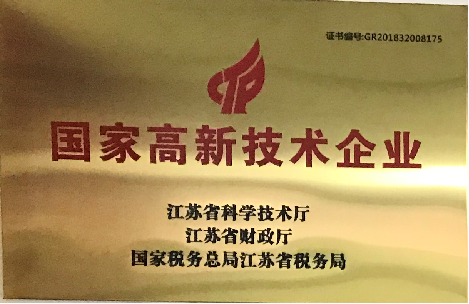 证书编号:GR201832008175
国家高新技术企业
江苏省科学技术厅
江苏省财政厅
国家税务总局江苏省税务局